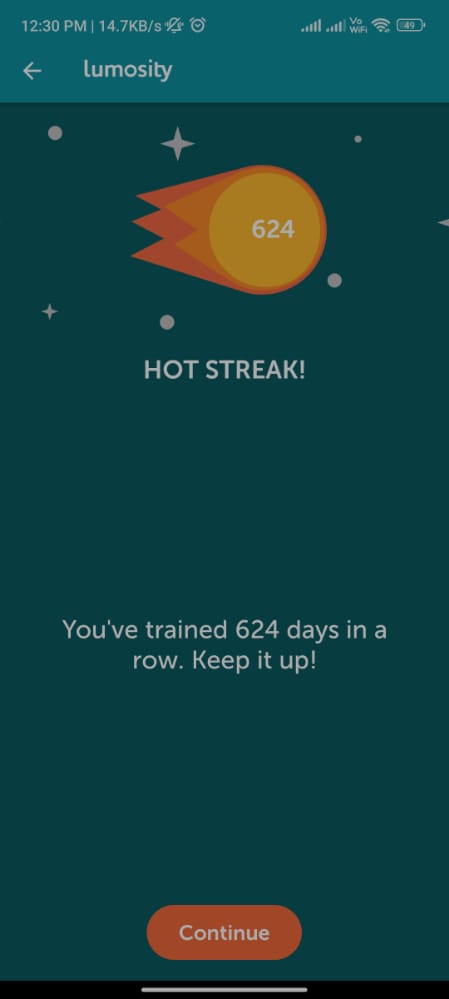 12:30 PM | 14.7KB/s
Vo
WiFi
49
lumosity
624
HOT STREAK!
You've trained 624 days in a
row. Keep it up!
Continue